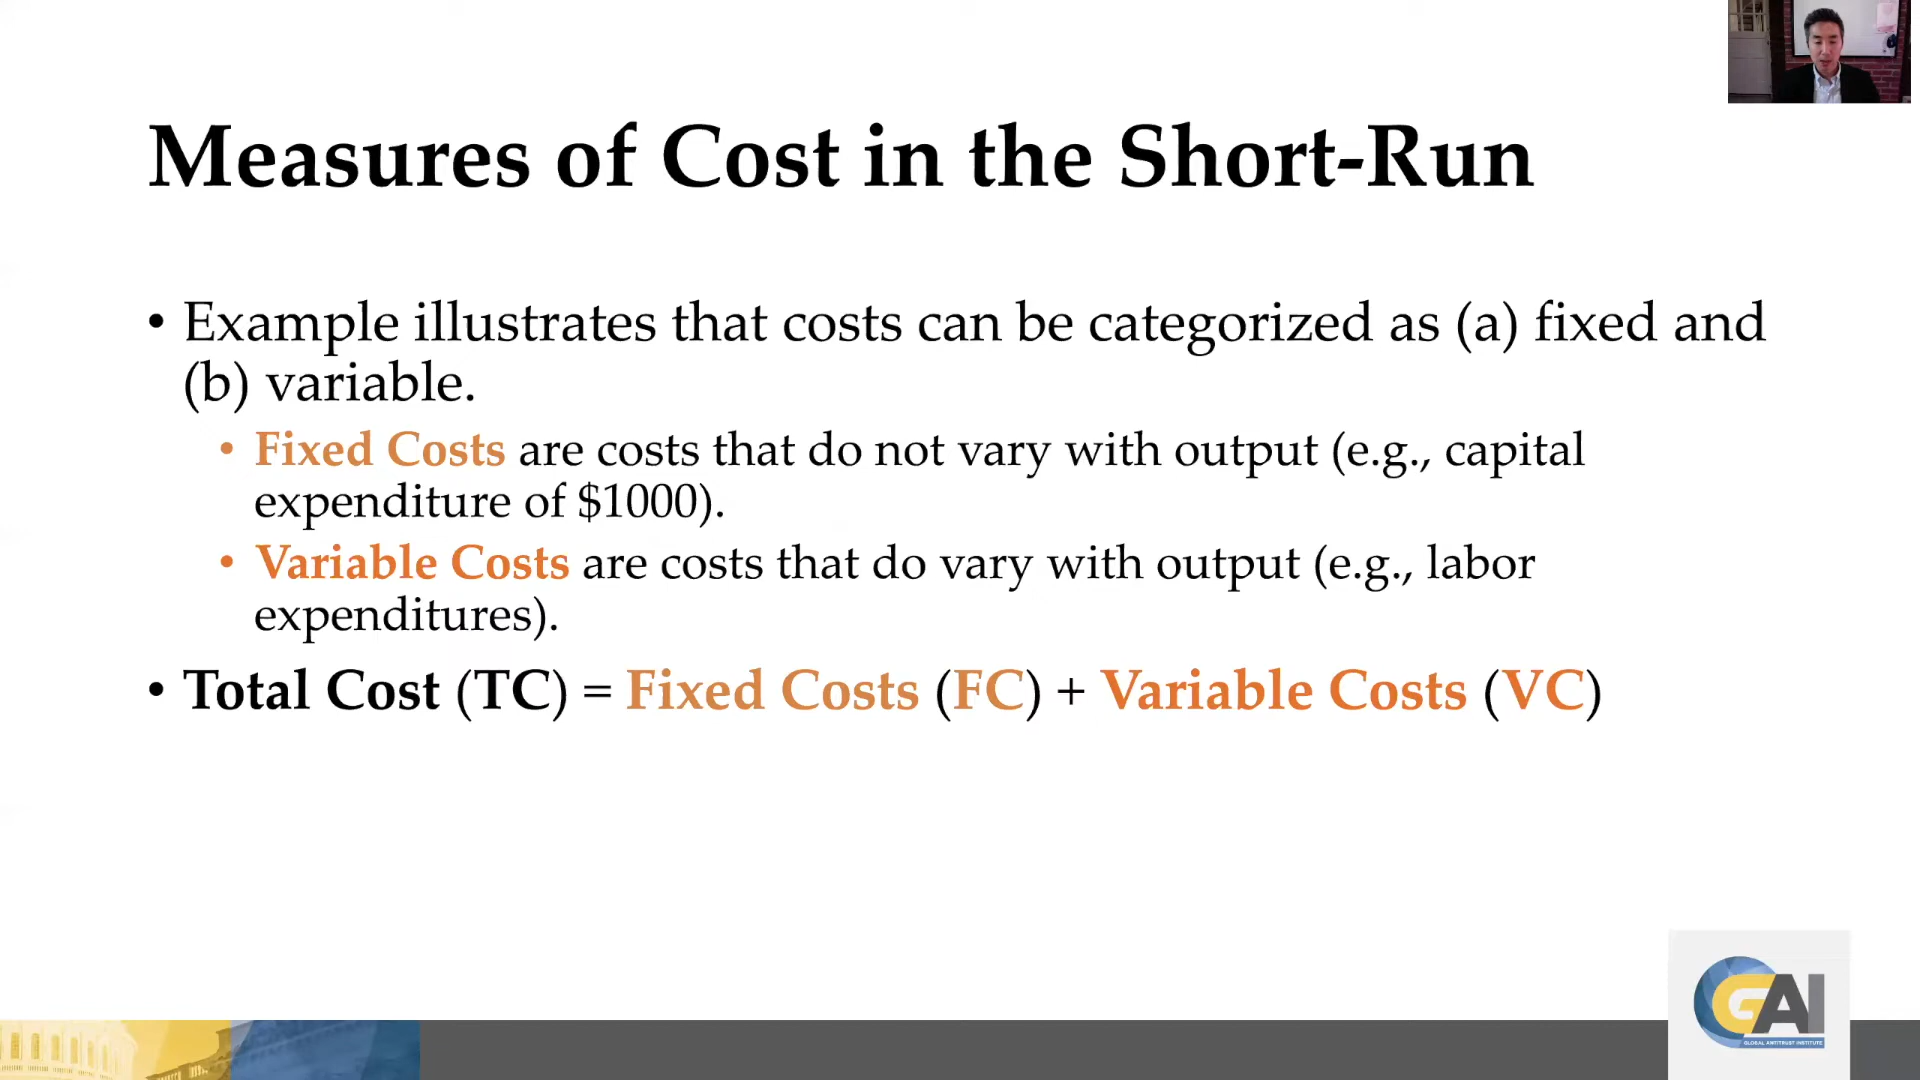 Measures of Cost in the Short-Run
• Example illustrates that costs can be categorized as (a) fixed and
(b) variable.
• Fixed Costs are costs that do not vary with output (e.g., capital
expenditure of $1000).
• Variable Costs are costs that do vary with output (e.g., labor
expenditures).
• Total Cost (TC) = Fixed Costs (FC) + Variable Costs (VC)
GAI
GLOBAL ANTITRUST INSTITUTE